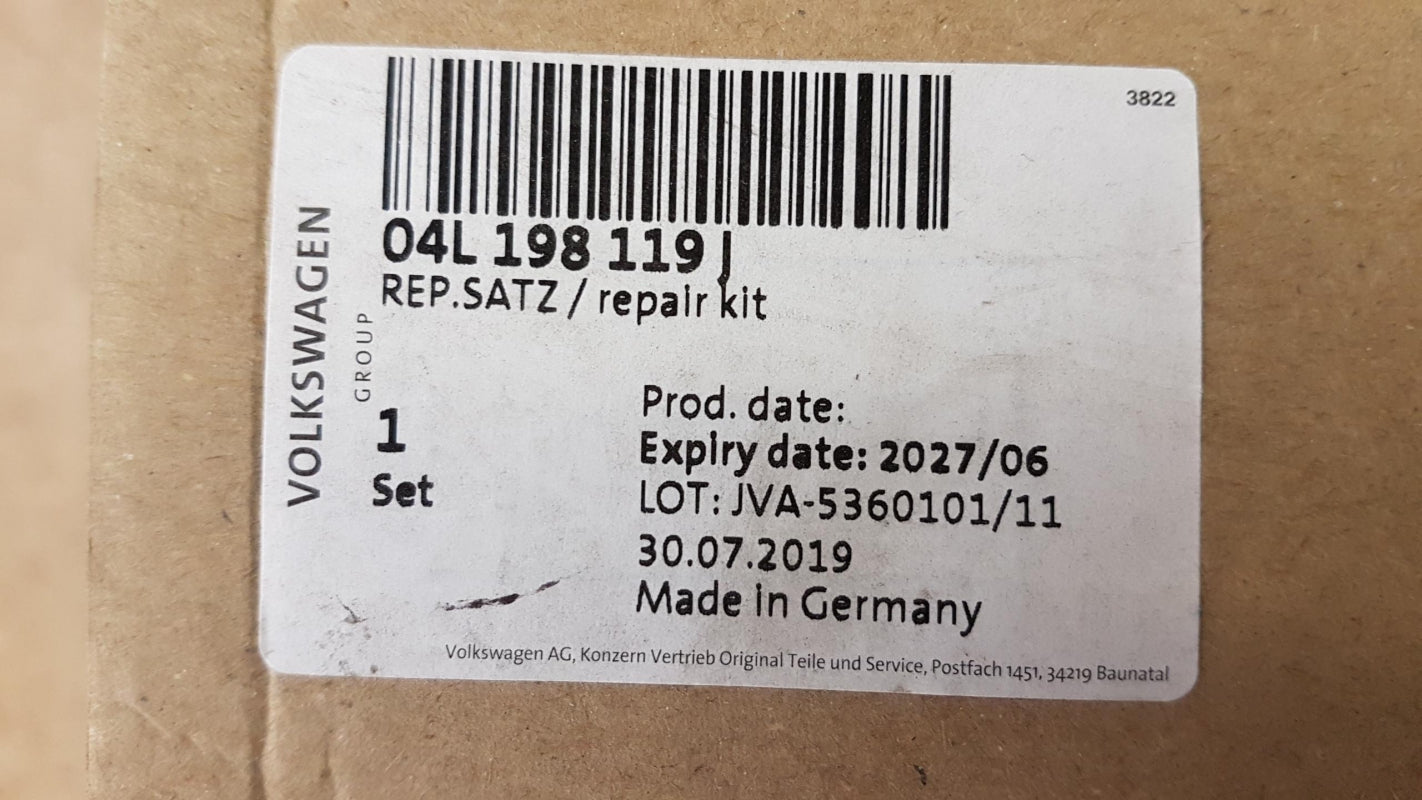 3822
VOLKSWAGEN
GROUP
04L 198 119 J
REP.SATZ / repair kit
1
Set
Prod. date:
Expiry date: 2027/06
LOT: JVA-5360101/11
30.07.2019
Made in Germany
Volkswagen AG, Konzern Vertrieb Original Teile und Service, Postfach 1451, 34219 Baunatal